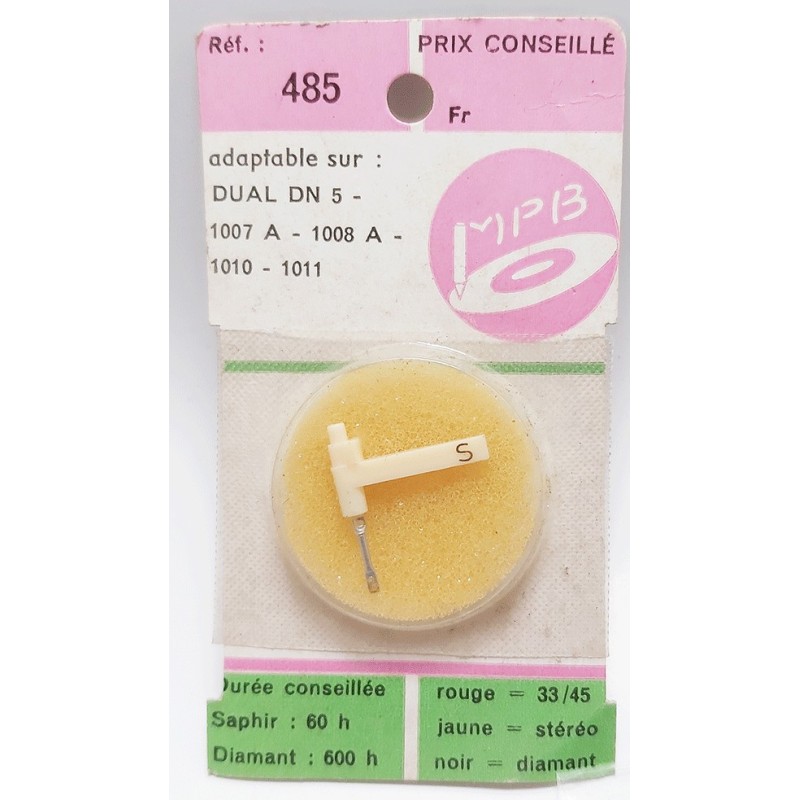 Réf. :
485
PRIX CONSEILLÉ
Fr
adaptable sur :
DUAL DN 5 -
1007 A - 1008 A -
1010 - 1011
MPB
S
Durée conseillée
Saphir : 60 h
Diamant : 600 h
rouge = 33/45
jaune = stéréo
noir = diamant